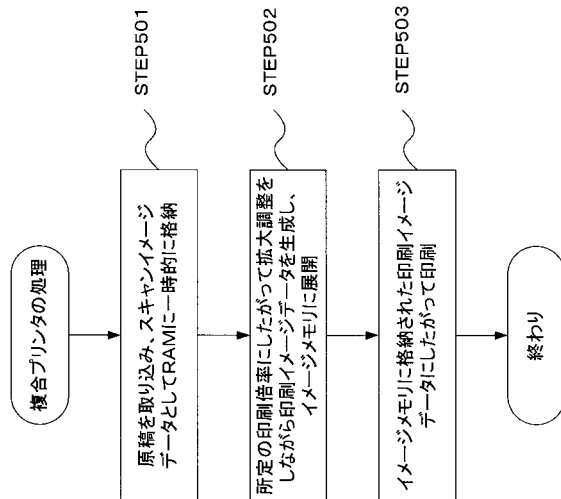 複合プリンタの処理
原稿を取り込み、スキャンイメージ
データとしてRAMに一時的に格納
STEP501
所定の印刷倍率にしたがって拡大調整を
しながら印刷イメージデータを生成し、
イメージメモリに展開
STEP502
イメージメモリに格納された印刷イメージ
データにしたがって印刷
STEP503
終わり